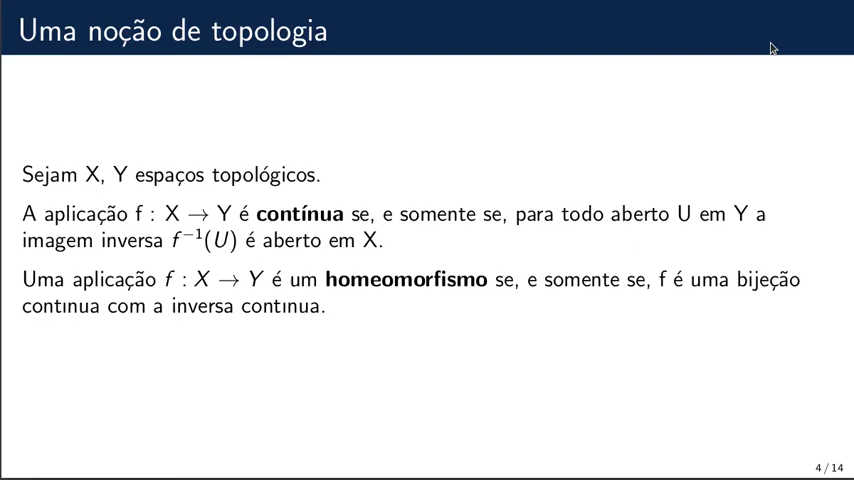 Uma noção de topologia
Sejam X, Y espaços topológicos.
A aplicação f : X → Y é contínua se, e somente se, para todo aberto U em Y a
imagem inversa f⁻¹(U) é aberto em X.
Uma aplicação f : X → Y é um homeomorfismo se, e somente se, f é uma bijeção
contınua com a inversa contınua.
4 / 14